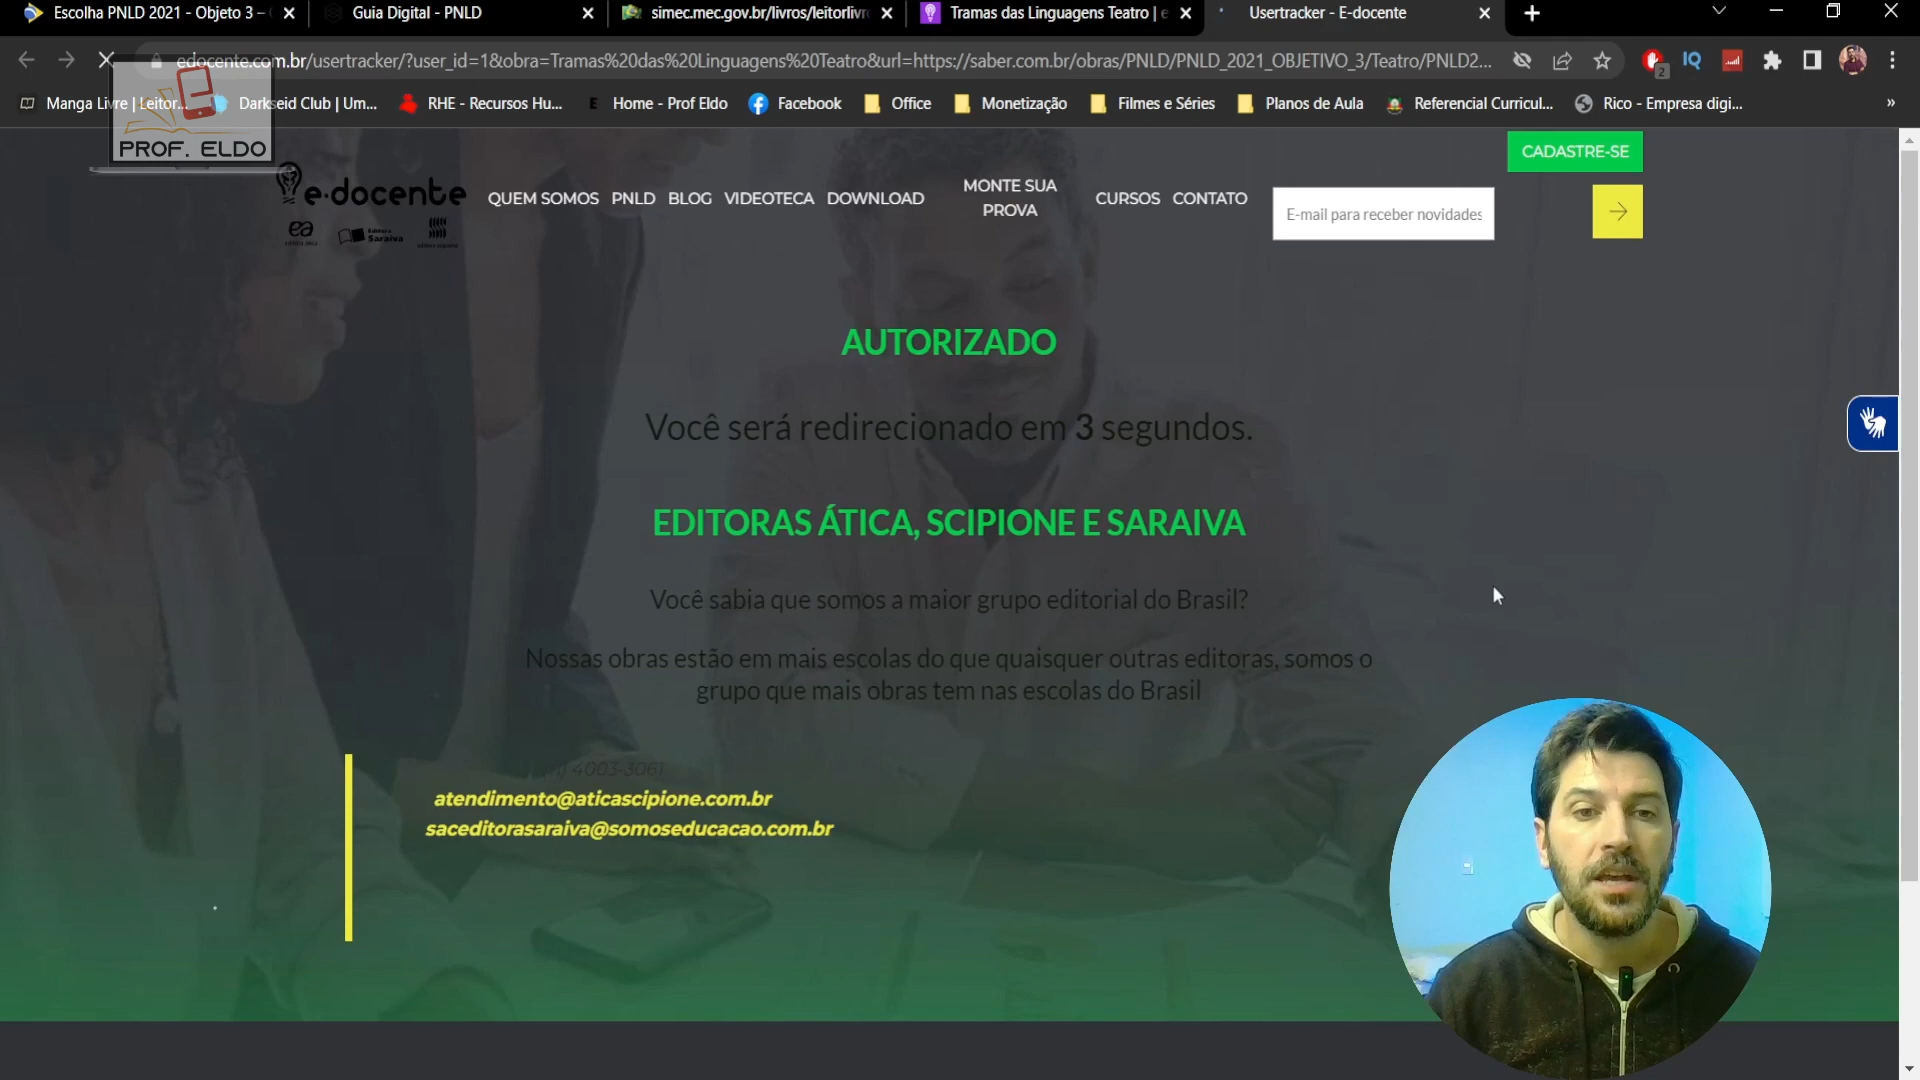 Escolha PNLD 2021 - Objeto 3 –
Guia Digital - PNLD
simec.mec.gov.br/livros/leitorlivr
Tramas das Linguagens Teatro | e
Usertracker - E-docente
edocente.com.br/usertracker/?user_id=1&obra=Tramas%20das%20Linguagens%20Teatro&url=https://saber.com.br/obras/PNLD/PNLD_2021_OBJETIVO_3/Teatro/PNLD2...
2
IQ
Manga Livre | Leitor...
Darkseid Club | Um...
RHE - Recursos Hu...
E
Home - Prof Eldo
Facebook
Office
Monetização
Filmes e Séries
Planos de Aula
Referencial Curricul...
Rico - Empresa digi...
»
PROF. ELDO
CADASTRE-SE
e·docente
QUEM SOMOS
PNLD
BLOG
VIDEOTECA
DOWNLOAD
MONTE SUA
PROVA
CURSOS
CONTATO
E-mail para receber novidades
ea
Saraiva
AUTORIZADO
Você será redirecionado em 3 segundos.
EDITORAS ÁTICA, SCIPIONE E SARAIVA
Você sabia que somos a maior grupo editorial do Brasil?
Nossas obras estão em mais escolas do que quaisquer outras editoras, somos o
grupo que mais obras tem nas escolas do Brasil
4003-3061
atendimento@aticascipione.com.br
saceditorasaraiva@somoseducacao.com.br